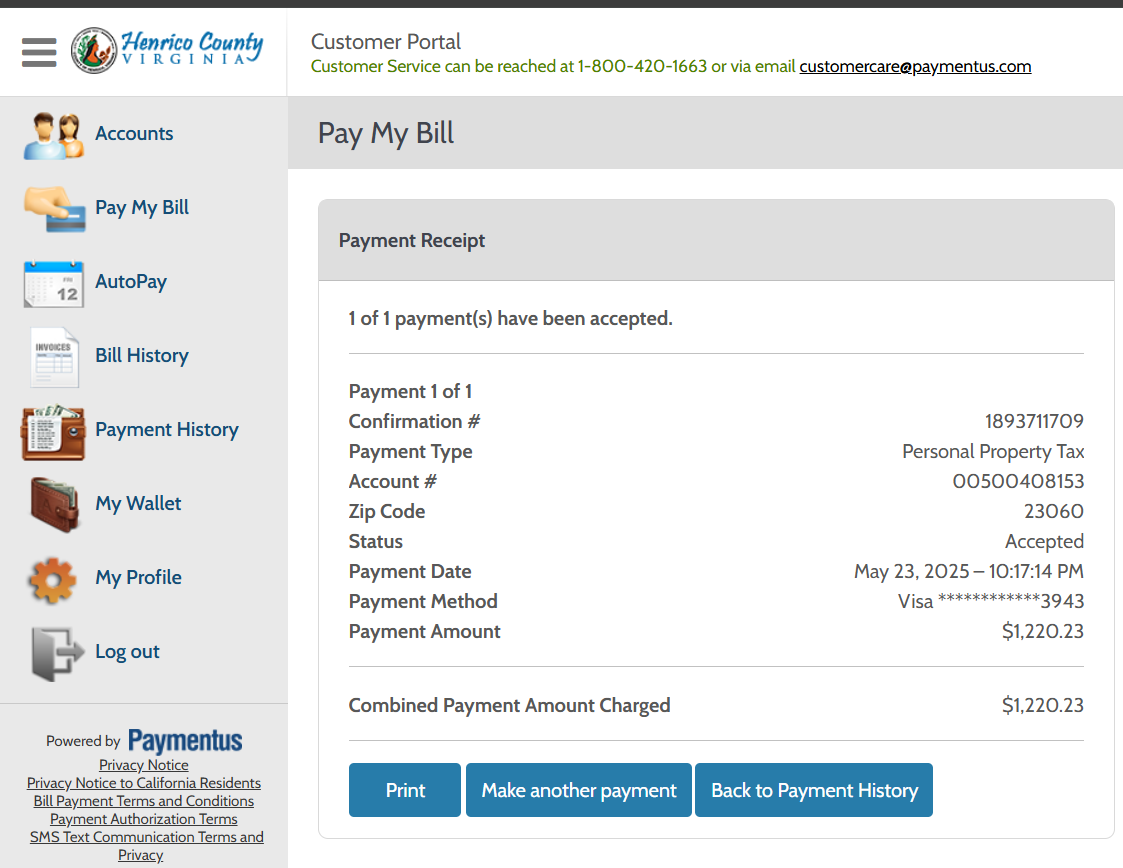 Henrico County
VIRGINIA
Customer Portal
Customer Service can be reached at 1-800-420-1663 or via email customercare@paymentus.com
Accounts
Pay My Bill
AutoPay
FRI
12
INVOICES
Bill History
Payment History
My Wallet
My Profile
Log out
Powered by Paymentus
Privacy Notice
Privacy Notice to California Residents
Bill Payment Terms and Conditions
Payment Authorization Terms
SMS Text Communication Terms and
Privacy
Pay My Bill
Payment Receipt
1 of 1 payment(s) have been accepted.
Payment 1 of 1
Confirmation # 1893711709
Payment Type Personal Property Tax
Account # 00500408153
Zip Code 23060
Status Accepted
Payment Date May 23, 2025 – 10:17:14 PM
Payment Method Visa ************3943
Payment Amount $1,220.23
Combined Payment Amount Charged $1,220.23
Print
Make another payment
Back to Payment History